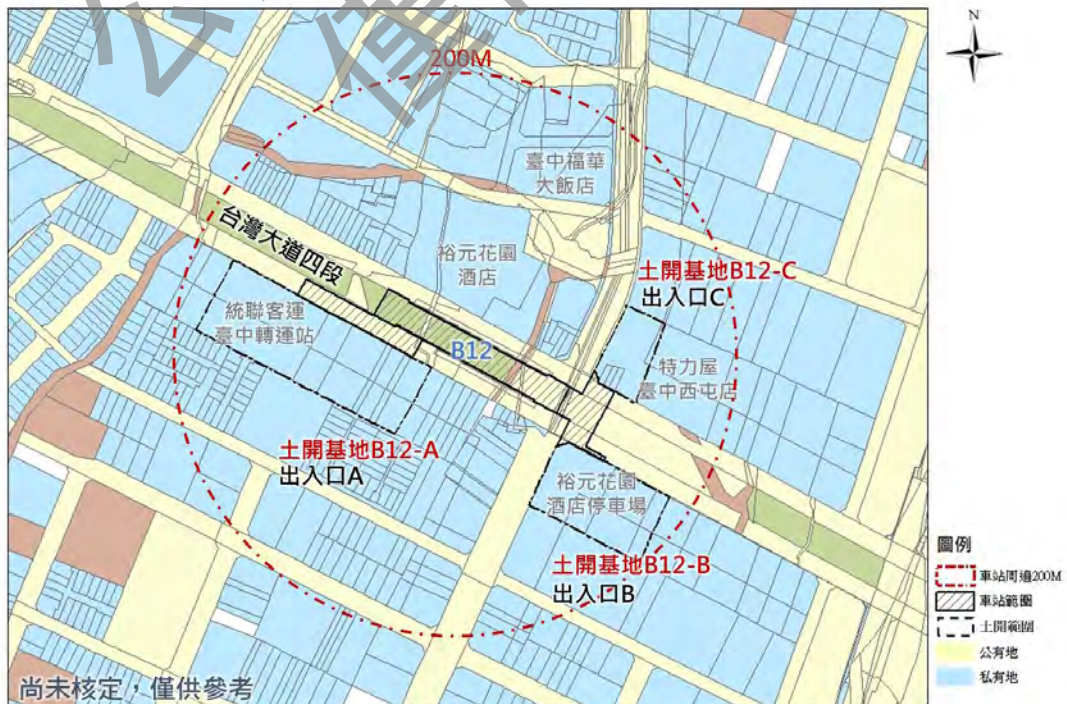 公
僅
N
200M
臺中福華
大飯店
台灣大道四段
裕元花園
酒店
土開基地B12-C
出入口C
統聯客運
臺中轉運站
B12
特力屋
臺中西屯店
土開基地B12-A
出入口A
裕元花園
酒店停車場
土開基地B12-B
出入口B
圖例
車站周邊200M
車站範圍
土開範圍
公有地
私有地
尚未核定，僅供參考